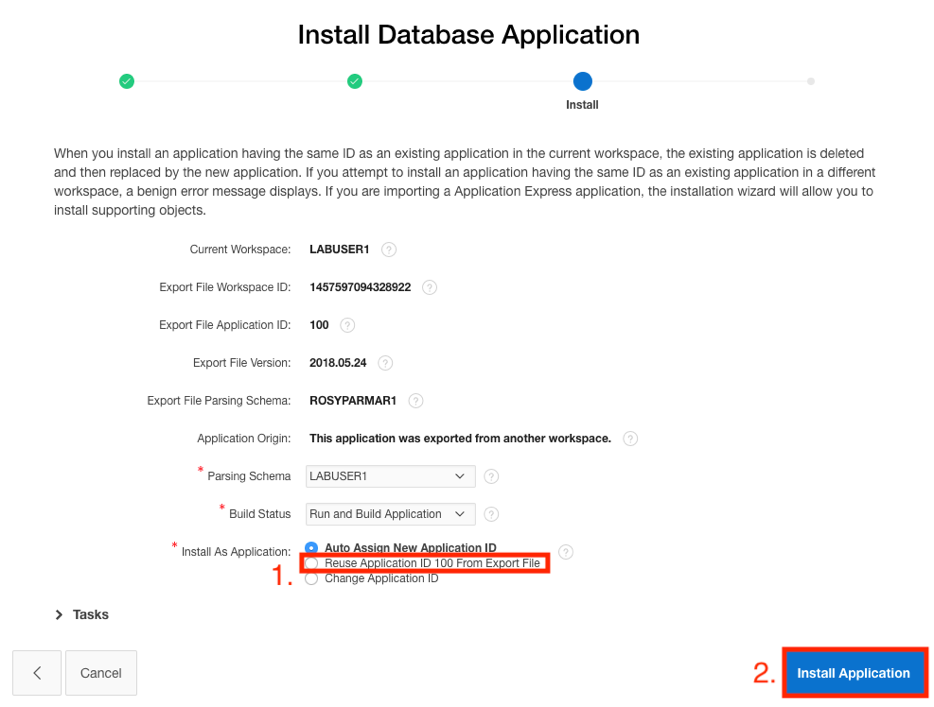 Install Database Application
Install
When you install an application having the same ID as an existing application in the current workspace, the existing application is deleted
and then replaced by the new application. If you attempt to install an application having the same ID as an existing application in a different
workspace, a benign error message displays. If you are importing a Application Express application, the installation wizard will allow you to
install supporting objects.
Current Workspace: LABUSER1 ?
Export File Workspace ID: 1457597094328922 ?
Export File Application ID: 100 ?
Export File Version: 2018.05.24 ?
Export File Parsing Schema: ROSYPARMAR1 ?
Application Origin: This application was exported from another workspace. ?
* Parsing Schema LABUSER1 ?
* Build Status Run and Build Application ?
* Install As Application: Auto Assign New Application ID ?
Reuse Application ID 100 From Export File
1. Change Application ID
Tasks
Cancel
2. Install Application